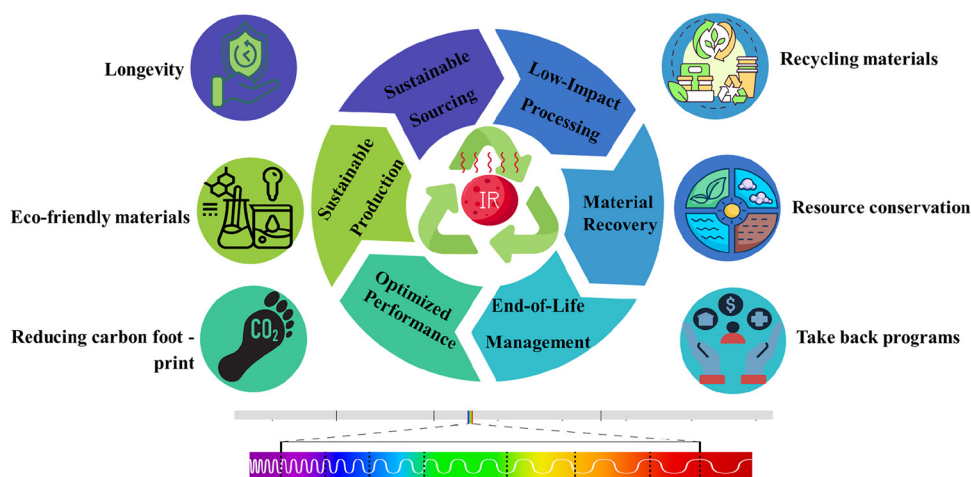 Longevity
Eco-friendly materials
Reducing carbon foot -
print
Sustainable
Sourcing
Low-Impact
Processing
Sustainable
Production
Material
Recovery
Optimized
Performance
End-of-Life
Management
IR
CO2
$
Recycling materials
Resource conservation
Take back programs